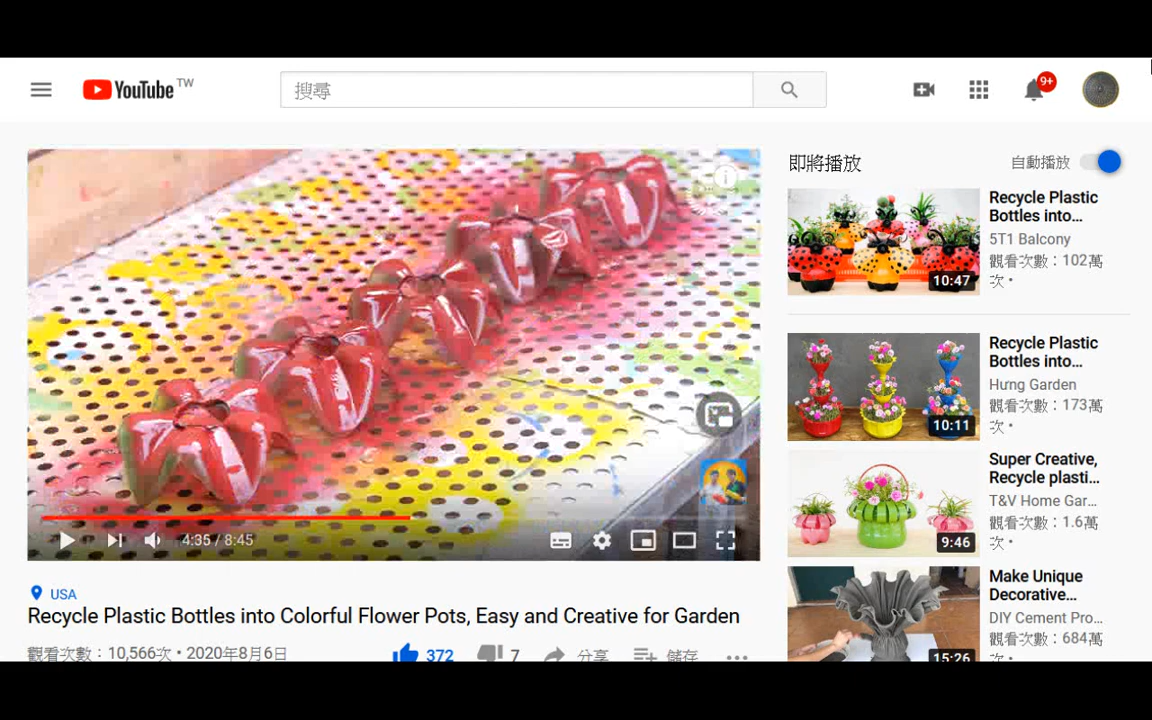 YouTube TW
搜尋
9+
4:35 / 8:45
USA
Recycle Plastic Bottles into Colorful Flower Pots, Easy and Creative for Garden
觀看次數：10,566次 • 2020年8月6日
372
7
分享
儲存
即將播放
自動播放
Recycle Plastic
Bottles into...
5T1 Balcony
觀看次數：102萬
次 •
10:47
Recycle Plastic
Bottles into...
Hưng Garden
觀看次數：173萬
次 •
10:11
Super Creative,
Recycle plasti...
T&V Home Gar...
觀看次數：1.6萬
次 •
9:46
Make Unique
Decorative...
DIY Cement Pro...
觀看次數：684萬
次 •
15:26